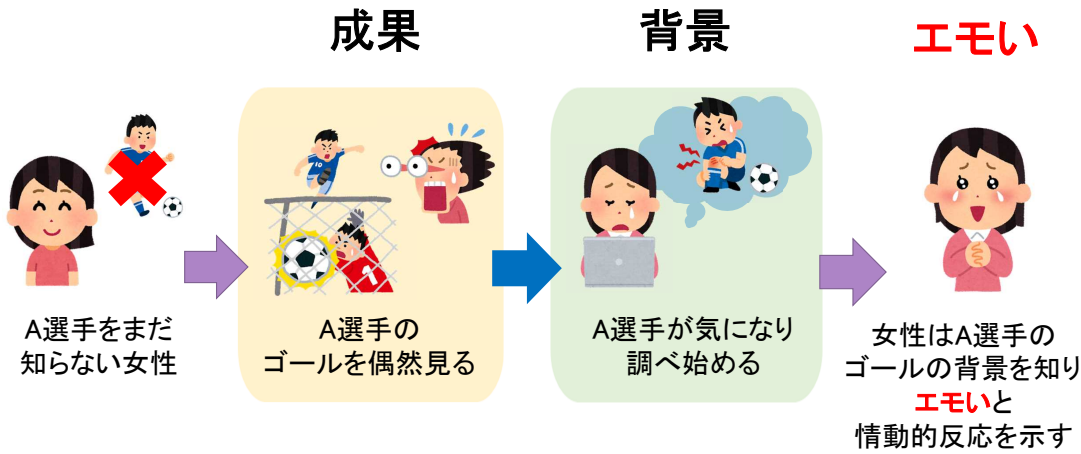 成果
背景
エモい
A選手をまだ
知らない女性
A選手の
ゴールを偶然見る
A選手が気になり
調べ始める
女性はA選手の
ゴールの背景を知り
エモいと
情動的反応を示す
10
1